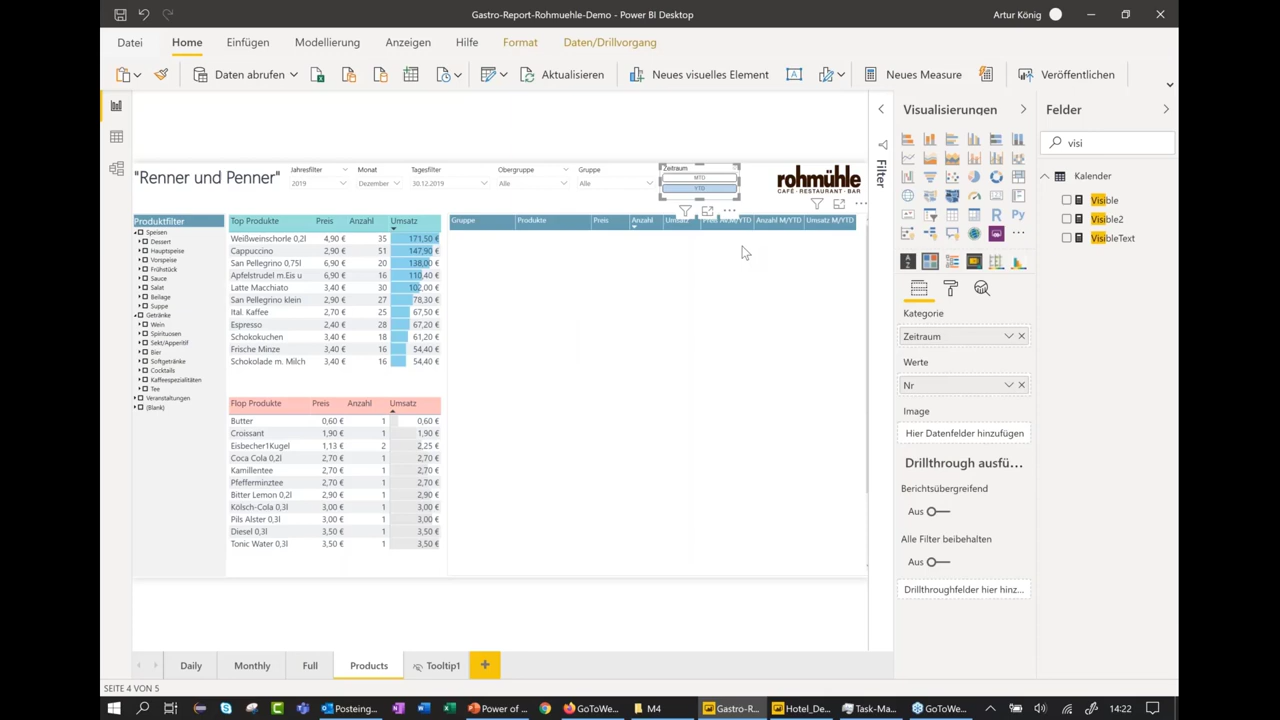 Gastro-Report-Rohmuehle-Demo - Power BI Desktop
Artur König
Datei
Home
Einfügen
Modellierung
Anzeigen
Hilfe
Format
Daten/Drillvorgang
Daten abrufen
Aktualisieren
Neues visuelles Element
Neues Measure
Veröffentlichen
"Renner und Penner"
Jahresfilter
2019
Monat
Dezember
Tagesfilter
30.12.2019
Obergruppe
Alle
Gruppe
Alle
Zeitraum
MTD
YTD
rohmühle
CAFÉ·RESTAURANT·BAR
Produktfilter
Speisen
Dessert
Hauptspeise
Vorspeise
Frühstück
Sauce
Salat
Beilage
Suppe
Getränke
Wein
Spirituosen
Sekt/Apperitif
Bier
Softgetränke
Cocktails
Kaffeespezialitäten
Tee
Veranstaltungen
(Blank)
Top Produkte Preis Anzahl Umsatz
Weißweinschorle 0,2l 4,90 € 35 171,50 €
Cappuccino 2,90 € 51 147,90 €
San Pellegrino 0,75l 6,90 € 20 138,00 €
Apfelstrudel m.Eis u 6,90 € 16 110,40 €
Latte Macchiato 3,40 € 30 102,00 €
San Pellegrino klein 2,90 € 27 78,30 €
Ital. Kaffee 2,70 € 25 67,50 €
Espresso 2,40 € 28 67,20 €
Schokokuchen 3,40 € 18 61,20 €
Frische Minze 3,40 € 16 54,40 €
Schokolade m. Milch 3,40 € 16 54,40 €
Flop Produkte Preis Anzahl Umsatz
Butter 0,60 € 1 0,60 €
Croissant 1,90 € 1 1,90 €
Eisbecher1Kugel 1,13 € 2 2,25 €
Coca Cola 0,2l 2,70 € 1 2,70 €
Kamillentee 2,70 € 1 2,70 €
Pfefferminztee 2,70 € 1 2,70 €
Bitter Lemon 0,2l 2,90 € 1 2,90 €
Kölsch-Cola 0,3l 3,00 € 1 3,00 €
Pils Alster 0,3l 3,00 € 1 3,00 €
Diesel 0,3l 3,50 € 1 3,50 €
Tonic Water 0,3l 3,50 € 1 3,50 €
Gruppe Produkte Preis Anzahl Umsatz Preis M/YTD Anzahl M/YTD Umsatz M/YTD
Filter
Visualisierungen
Kategorie
Zeitraum
Werte
Nr
Image
Hier Datenfelder hinzufügen
Drillthrough ausfü...
Berichtsübergreifend
Aus
Alle Filter beibehalten
Aus
Drillthroughfelder hier hinz...
Felder
visi
Kalender
Visible
Visible2
VisibleText
Daily
Monthly
Full
Products
Tooltip1
SEITE 4 VON 5
Posteing...
Power of ...
GoToWe...
M4
Gastro-R...
Hotel_De...
Task-Ma...
GoToWe...
14:22